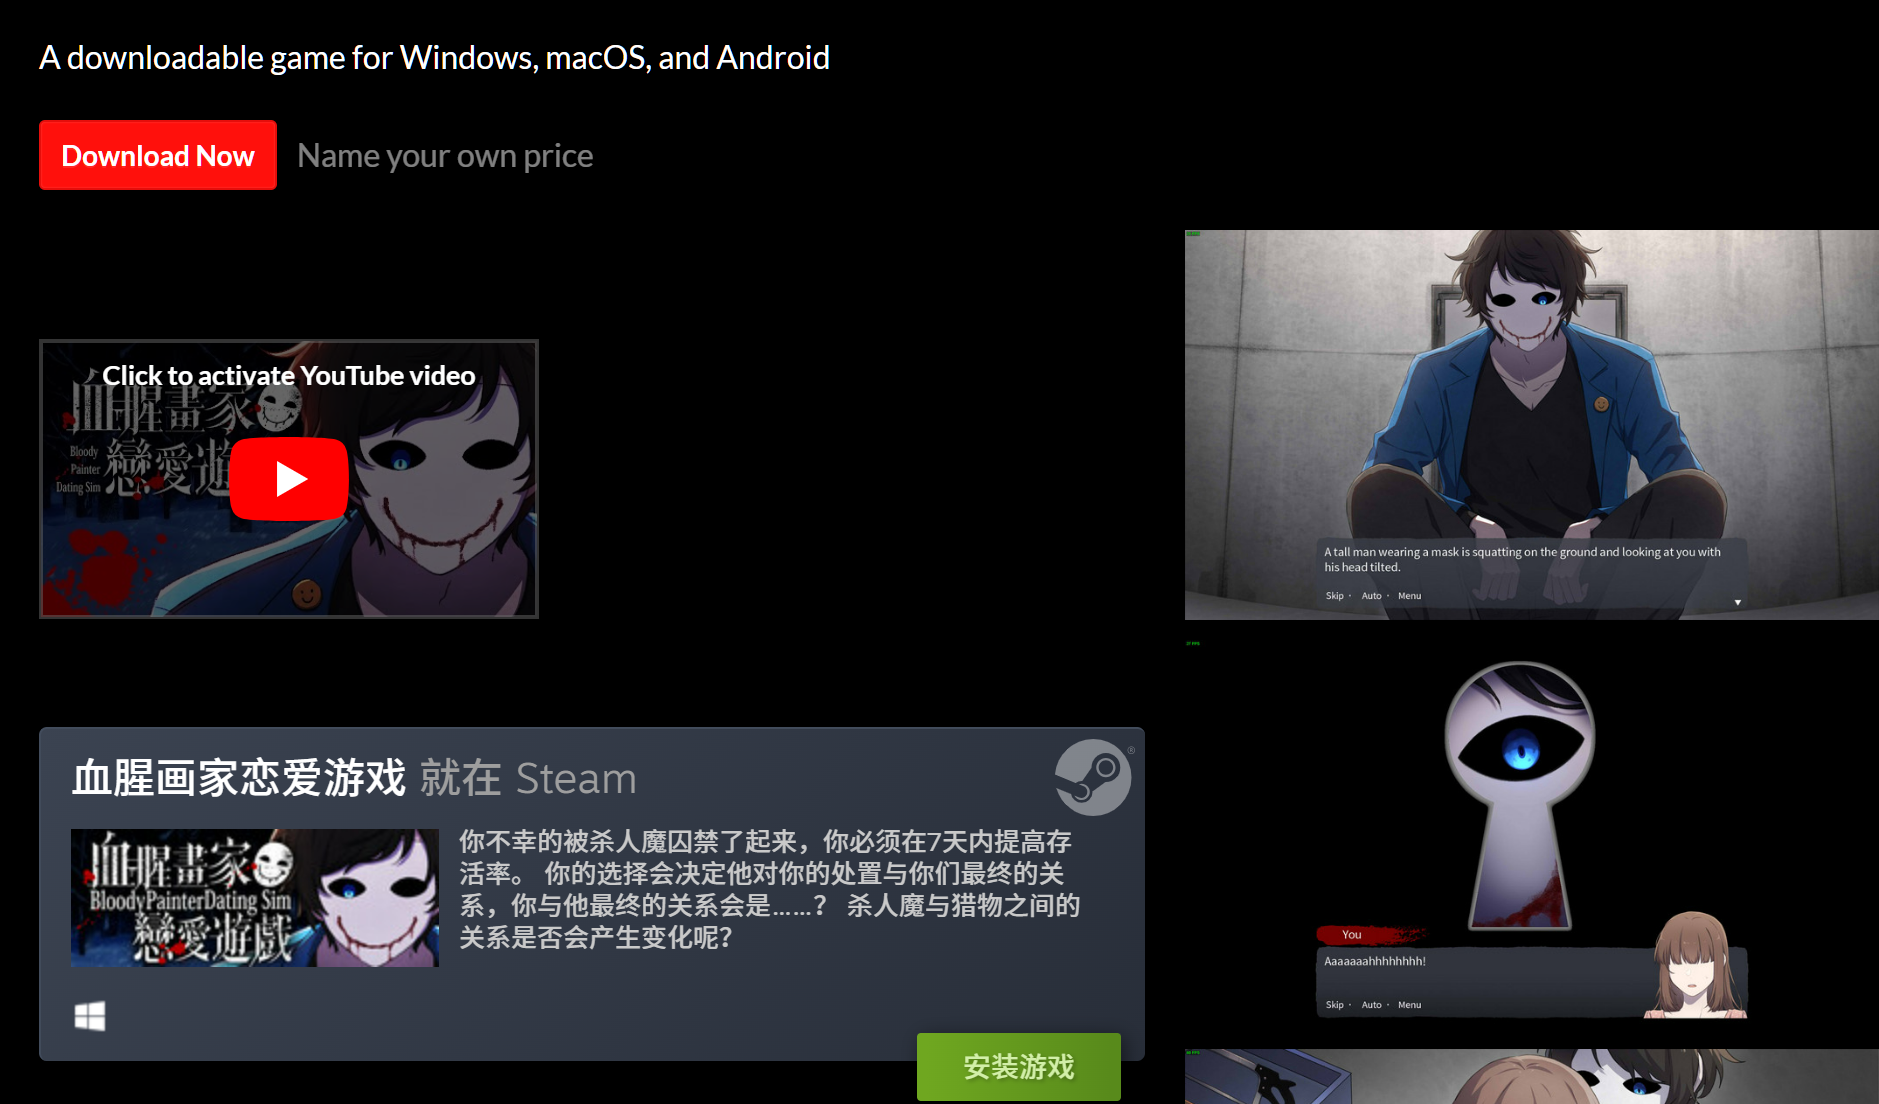 A downloadable game for Windows, macOS, and Android
Download Now
Name your own price
Click to activate YouTube video
血腥畫家
Bloody
Painter
Dating Sim
戀愛遊
A tall man wearing a mask is squatting on the ground and looking at you with
his head tilted.
Skip · Auto · Menu
血腥画家恋爱游戏 就在 Steam
血腥畫家
BloodyPainterDating Sim
戀愛遊戲
你不幸的被杀人魔囚禁了起来，你必须在7天内提高存
活率。 你的选择会决定他对你的处置与你们最终的关
系，你与他最终的关系会是……？ 杀人魔与猎物之间的
关系是否会产生变化呢？
安装游戏
You
Aaaaaaahhhhhhhh!
Skip · Auto · Menu